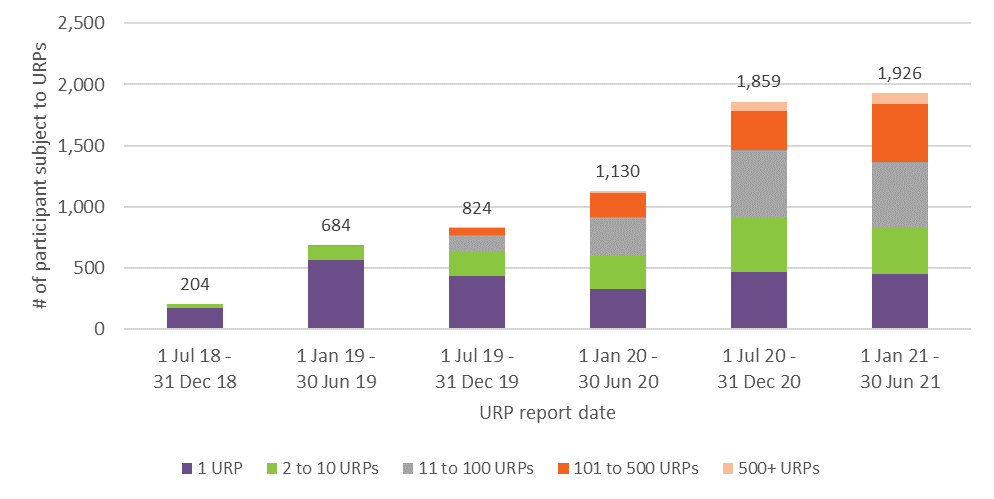 # of participant subject to URPs
2,500
2,000
1,500
1,000
500
0
204
684
824
1,130
1,859
1,926
1 Jul 18 -
31 Dec 18
1 Jan 19 -
30 Jun 19
1 Jul 19 -
31 Dec 19
1 Jan 20 -
30 Jun 20
1 Jul 20 -
31 Dec 20
1 Jan 21 -
30 Jun 21
URP report date
1 URP
2 to 10 URPs
11 to 100 URPs
101 to 500 URPs
500+ URPs